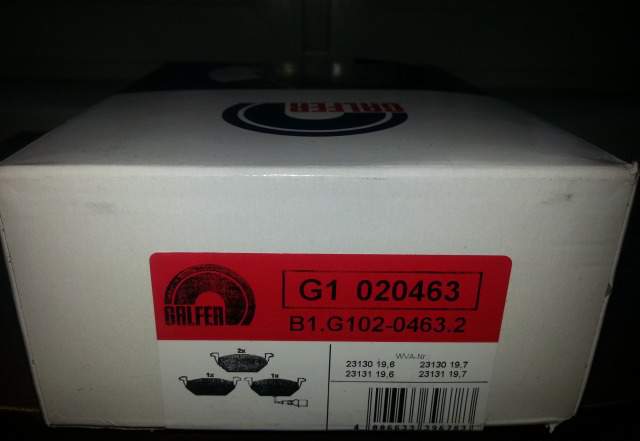 GALFER
GALFER
G1 020463
B1.G102-0463.2
2x
1x 1x
WVA-Nr
23130 19,6 23130 19,7
23131 19,6 23131 19,7